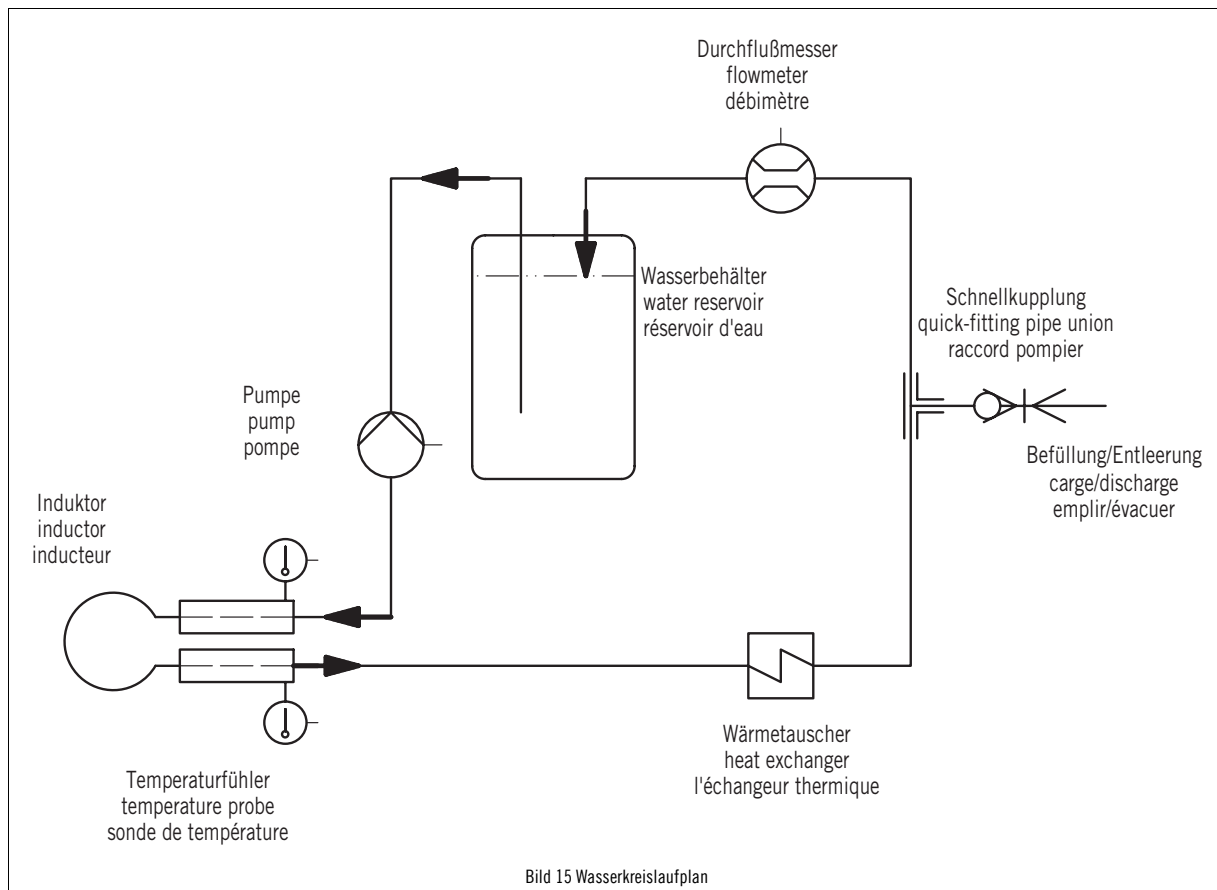 Durchflußmesser
flowmeter
débimètre
Wasserbehälter
water reservoir
réservoir d'eau
Schnellkupplung
quick-fitting pipe union
raccord pompier
Pumpe
pump
pompe
Befüllung/Entleerung
carge/discharge
emplir/évacuer
Induktor
inductor
inducteur
Wärmetauscher
heat exchanger
l'échangeur thermique
Temperaturfühler
temperature probe
sonde de température
Bild 15 Wasserkreislaufplan